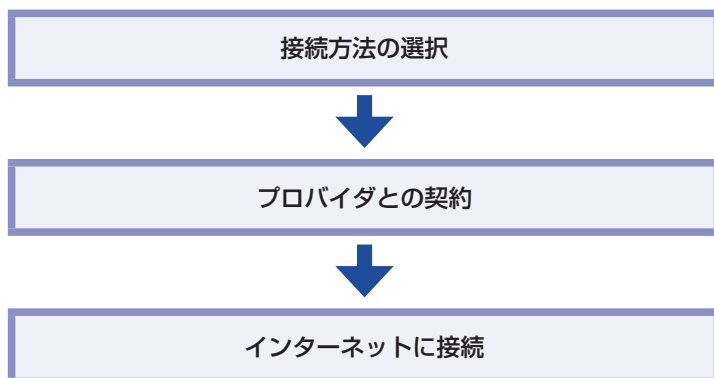 接続方法の選択
プロバイダとの契約
インターネットに接続